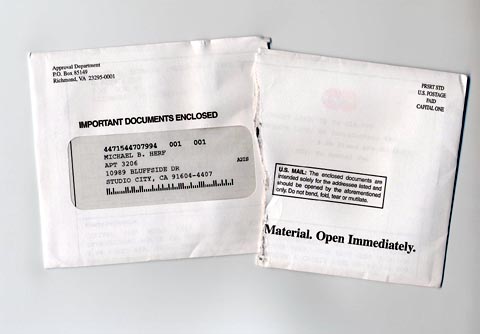 Approval Department
P.O. Box 85149
Richmond, VA 23295-0001
IMPORTANT DOCUMENTS ENCLOSED
4471544707994 001 001
MICHAEL B. HERF
APT 3206 AZIS
10989 BLUFFSIDE DR
STUDIO CITY, CA 91604-4407
PRSRT STD
U.S. POSTAGE
PAID
CAPITAL ONE
U.S. MAIL: The enclosed documents are
intended solely for the addressee listed and
should be opened by the aforementioned
only. Do not bend, fold, tear or mutilate.
Material. Open Immediately.